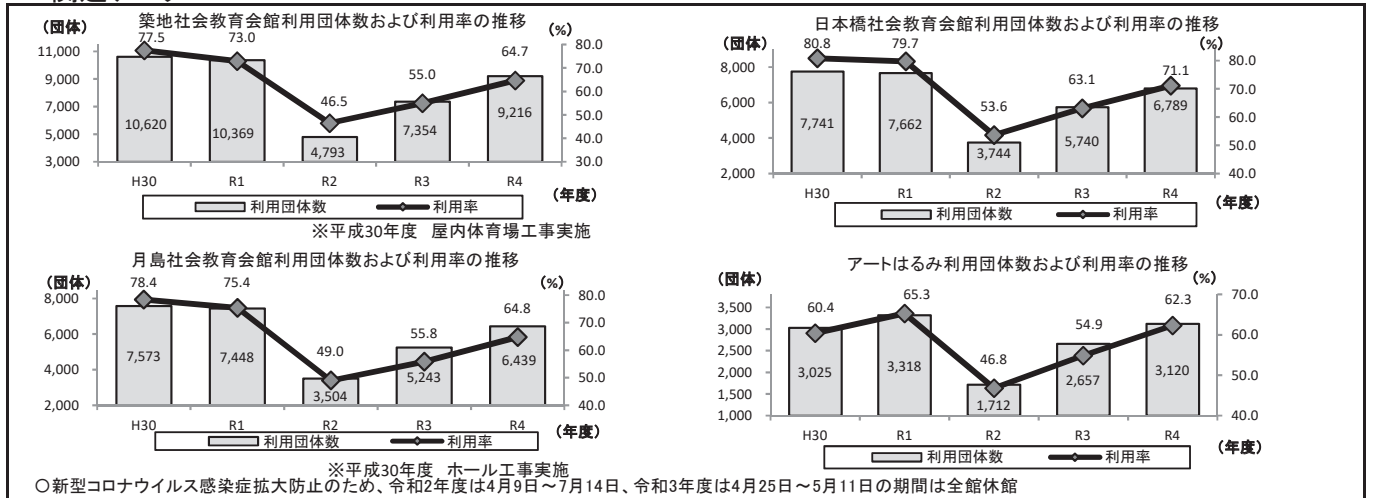 築地社会教育会館利用団体数および利用率の推移
(団体)
(%)
77.5
73.0
46.5
55.0
64.7
11,000
9,000
7,000
5,000
3,000
80.0
70.0
60.0
50.0
40.0
30.0
10,620
10,369
4,793
7,354
9,216
H30
R1
R2
R3
R4
(年度)
利用団体数
利用率
※平成30年度 屋内体育場工事実施
日本橋社会教育会館利用団体数および利用率の推移
(団体)
(%)
80.8
79.7
53.6
63.1
71.1
8,000
6,000
4,000
2,000
80.0
70.0
60.0
50.0
40.0
7,741
7,662
3,744
5,740
6,789
H30
R1
R2
R3
R4
(年度)
利用団体数
利用率
月島社会教育会館利用団体数および利用率の推移
(団体)
(%)
78.4
75.4
49.0
55.8
64.8
8,000
6,000
4,000
2,000
80.0
70.0
60.0
50.0
40.0
7,573
7,448
3,504
5,243
6,439
H30
R1
R2
R3
R4
(年度)
利用団体数
利用率
※平成30年度 ホール工事実施
アートはるみ利用団体数および利用率の推移
(団体)
(%)
60.4
65.3
46.8
54.9
62.3
3,500
3,000
2,500
2,000
1,500
1,000
70.0
60.0
50.0
40.0
3,025
3,318
1,712
2,657
3,120
H30
R1
R2
R3
R4
(年度)
利用団体数
利用率
○新型コロナウイルス感染症拡大防止のため、令和2年度は4月9日～7月14日、令和3年度は4月25日～5月11日の期間は全館休館